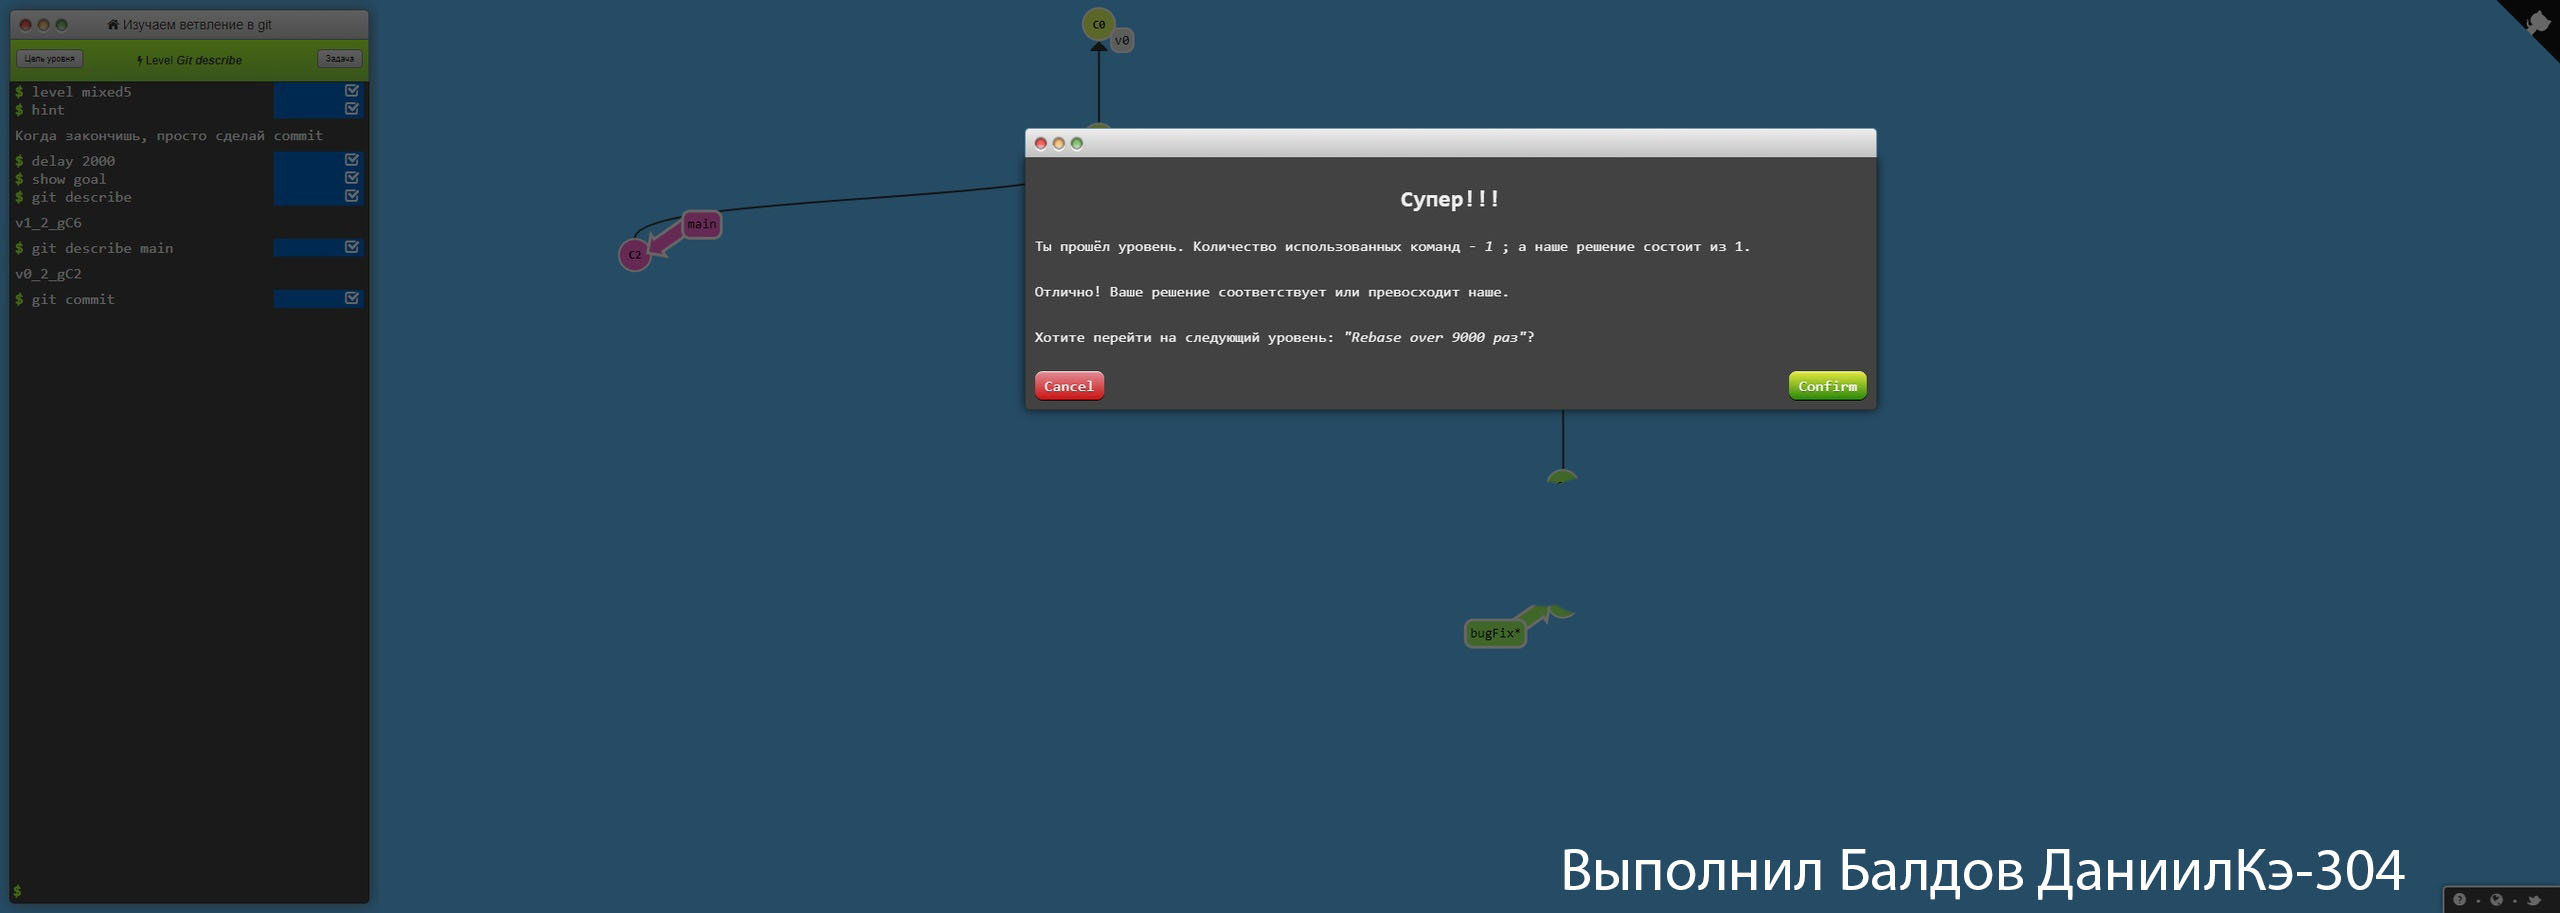 Изучаем ветвление в git
Цель уровня
Level Git describe
Задача
$ level mixed5
$ hint
Когда закончишь, просто сделай commit
$ delay 2000
$ show goal
$ git describe
v1_2_gC6
$ git describe main
v0_2_gC2
$ git commit
$
C0
v0
main
C2
Супер!!!
Ты прошёл уровень. Количество использованных команд - 1 ; а наше решение состоит из 1.
Отлично! Ваше решение соответствует или превосходит наше.
Хотите перейти на следующий уровень: "Rebase over 9000 раз"?
Cancel
Confirm
bugFix*
Выполнил Балдов ДаниилКэ-304